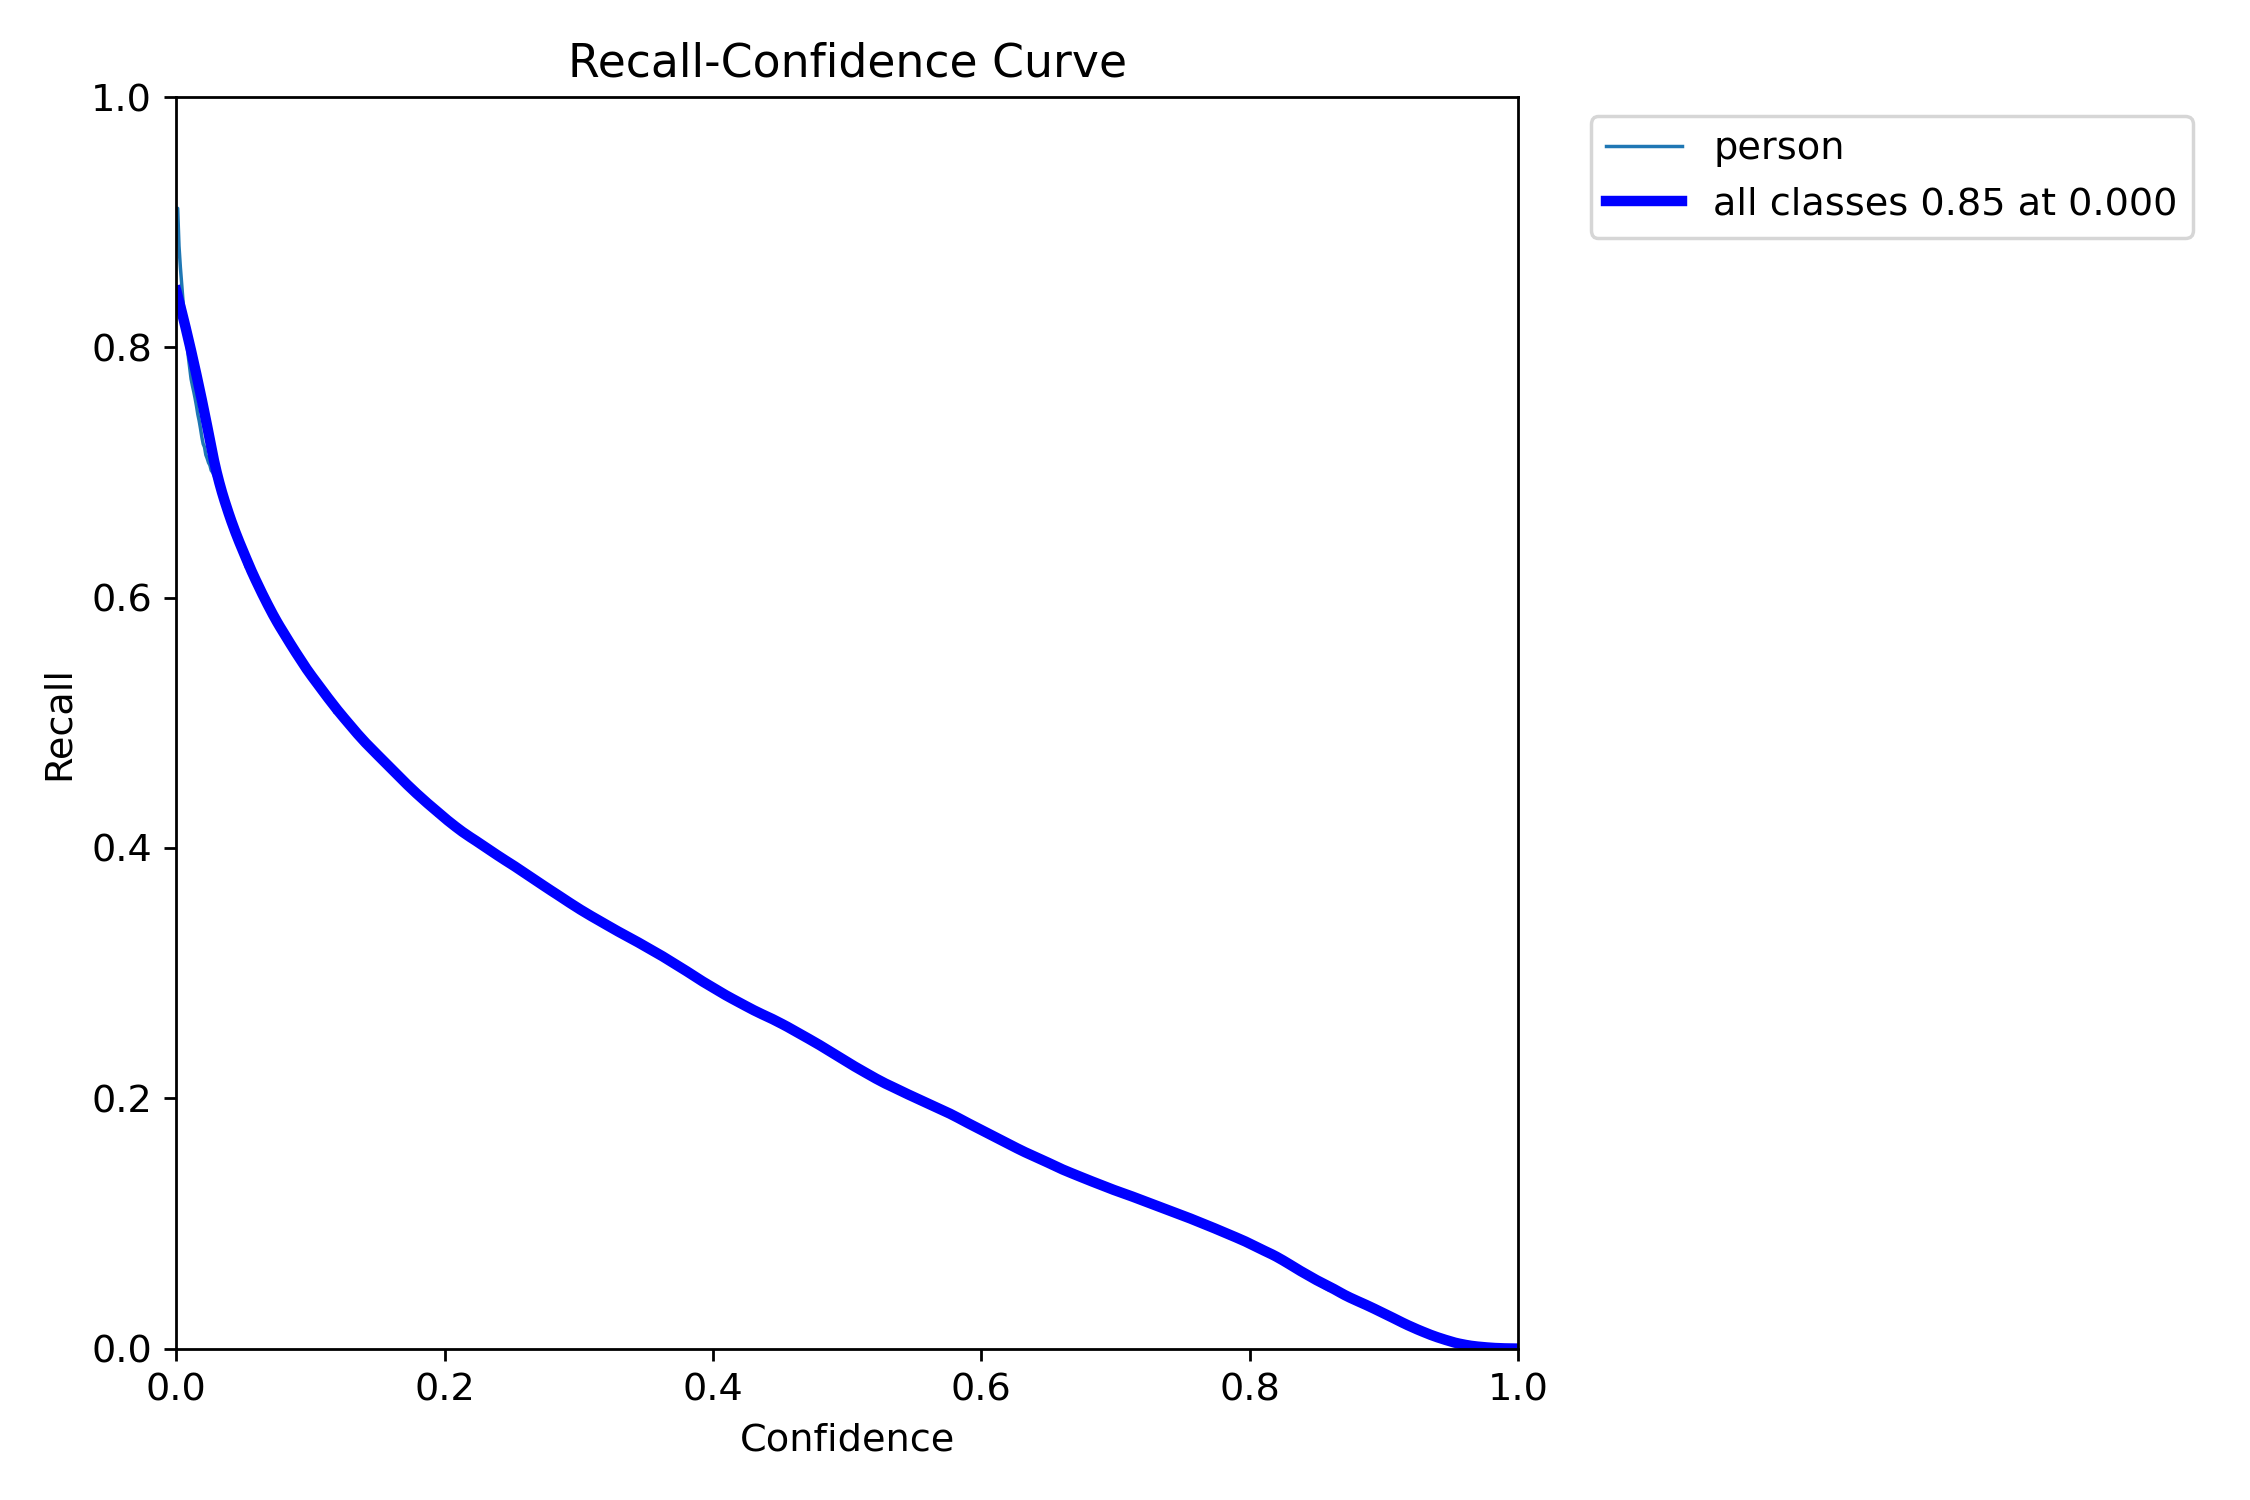 Recall-Confidence Curve
1.0
0.8
0.6
0.4
0.2
0.0
Recall
0.0 0.2 0.4 0.6 0.8 1.0
Confidence
person
all classes 0.85 at 0.000